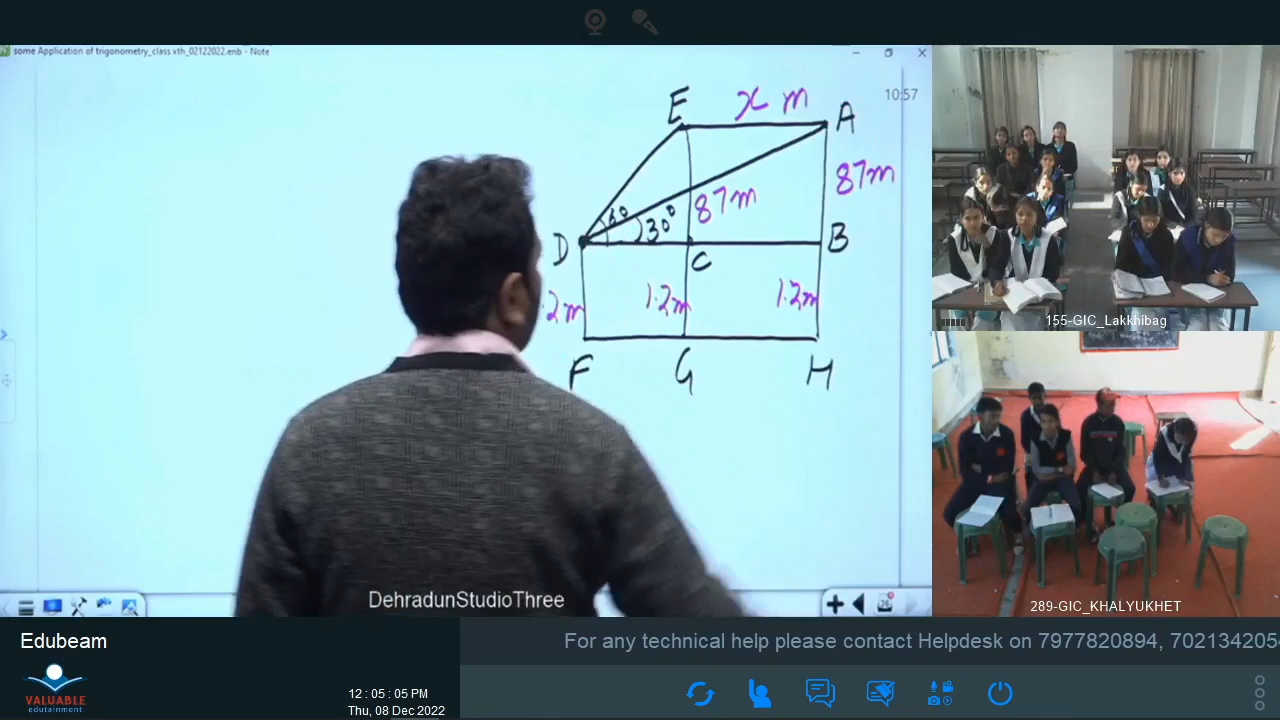 some Application of trigonometry_class xth_02122022.enb - Note
10:57
E
x m
A
87m
87m
60
30°
D
C
B
.2m
1.2m
1.2m
F
G
H
155-GIC_Lakkhibag
289-GIC_KHALYUKHET
DehradunStudioThree
Edubeam
For any technical help please contact Helpdesk on 7977820894, 702134205
VALUABLE
edutainment
12 : 05 : 05 PM
Thu, 08 Dec 2022